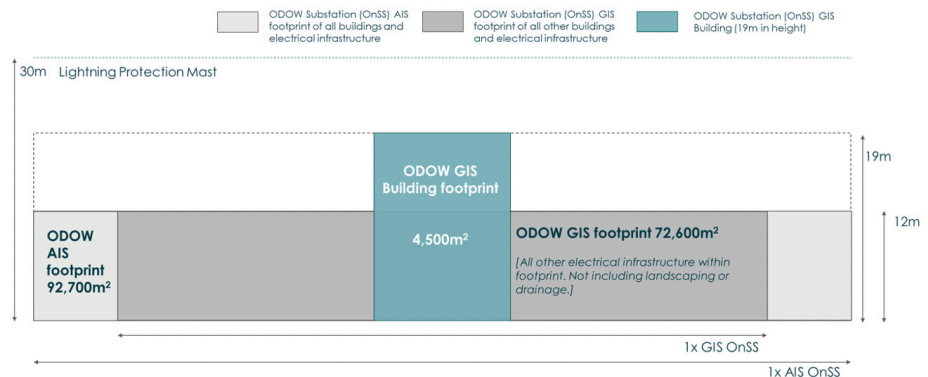 ODOW Substation (OnSS) AIS
footprint of all buildings and
electrical infrastructure
ODOW Substation (OnSS) GIS
footprint of all other buildings
and electrical infrastructure
ODOW Substation (OnSS) GIS
Building (19m in height)
30m Lightning Protection Mast
19m
12m
ODOW GIS
Building footprint
4,500m²
ODOW
AIS
footprint
92,700m²
ODOW GIS footprint 72,600m²
[All other electrical infrastructure within
footprint. Not including landscaping or
drainage.]
1x GIS OnSS
1x AIS OnSS